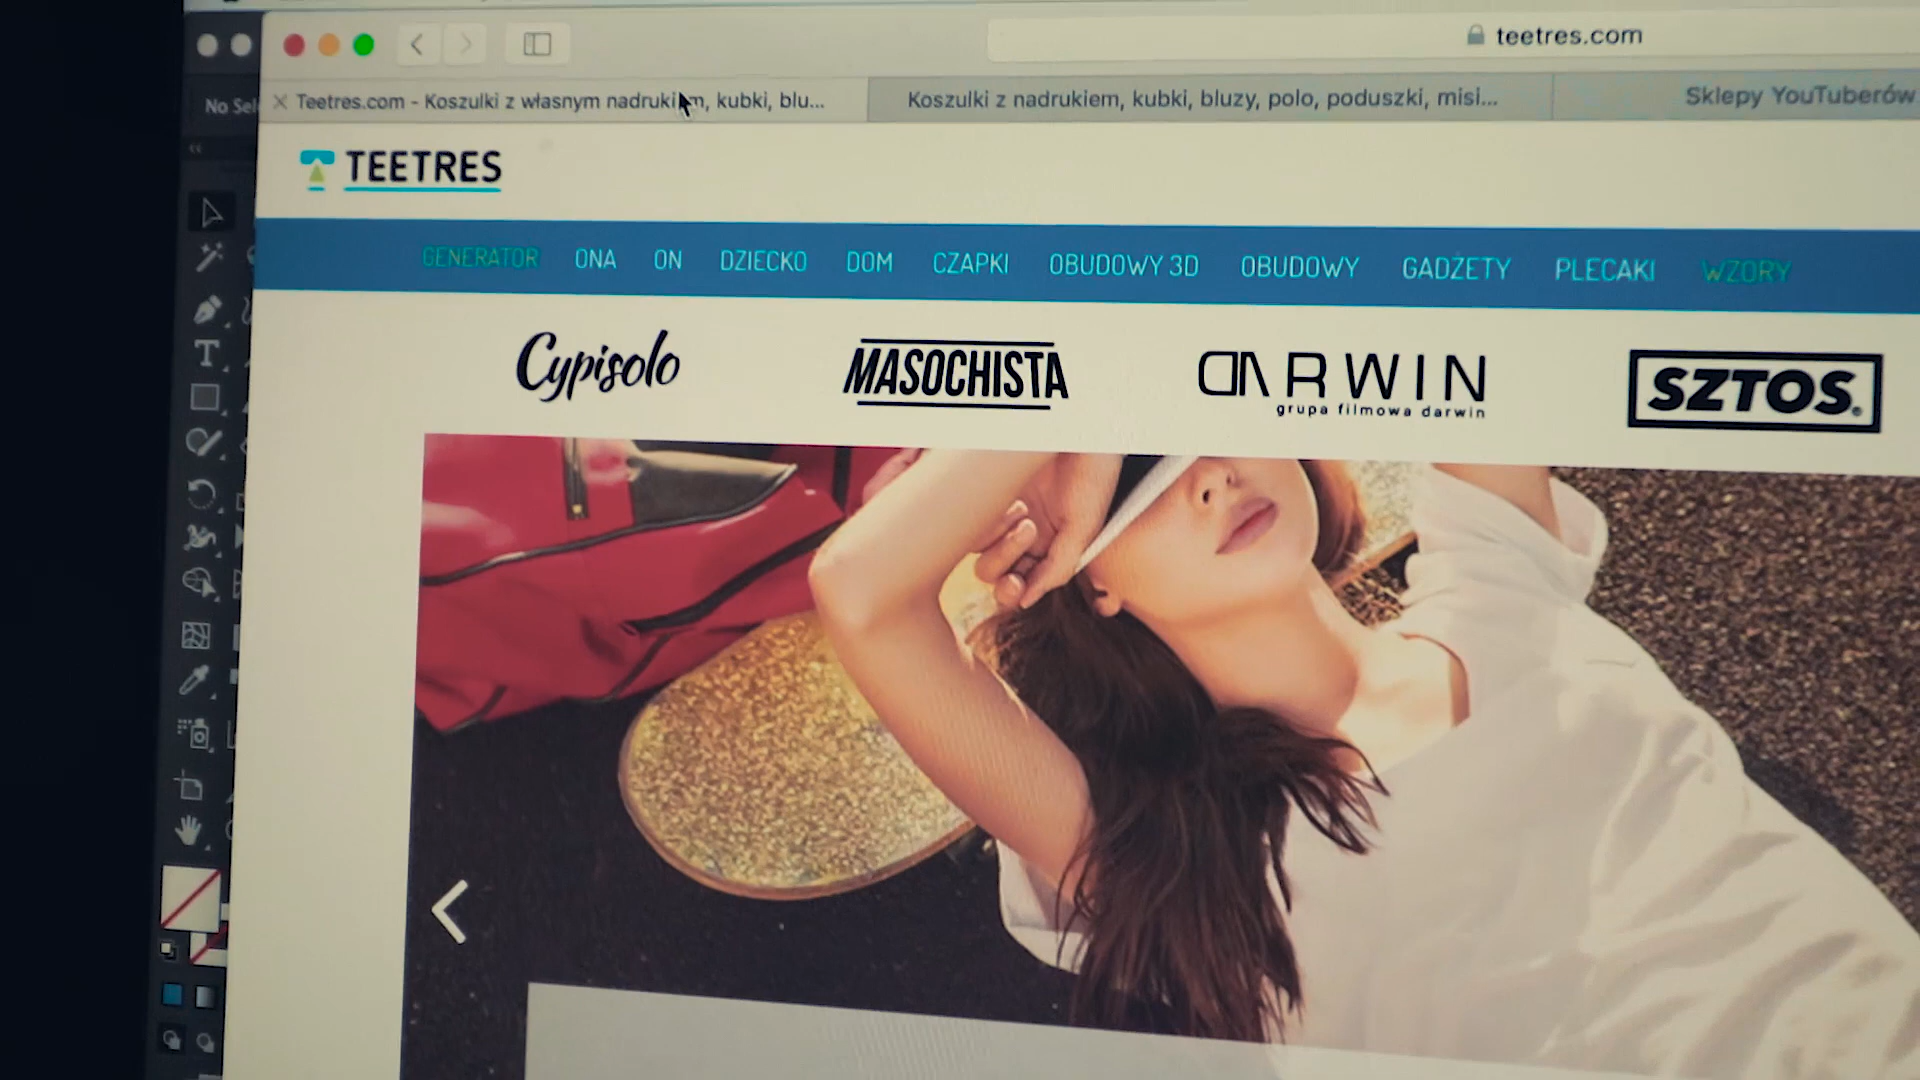 teetres.com
No Sel
Teetres.com - Koszulki z własnym nadrukiem, kubki, blu...
Koszulki z nadrukiem, kubki, bluzy, polo, poduszki, misi...
Sklepy YouTuberów
TEETRES
GENERATOR ONA ON DZIECKO DOM CZAPKI OBUDOWY 3D OBUDOWY GADŻETY PLECAKI WZORY
Cypisolo
MASOCHISTA
DARWIN
grupa filmowa darwin
SZTOS.